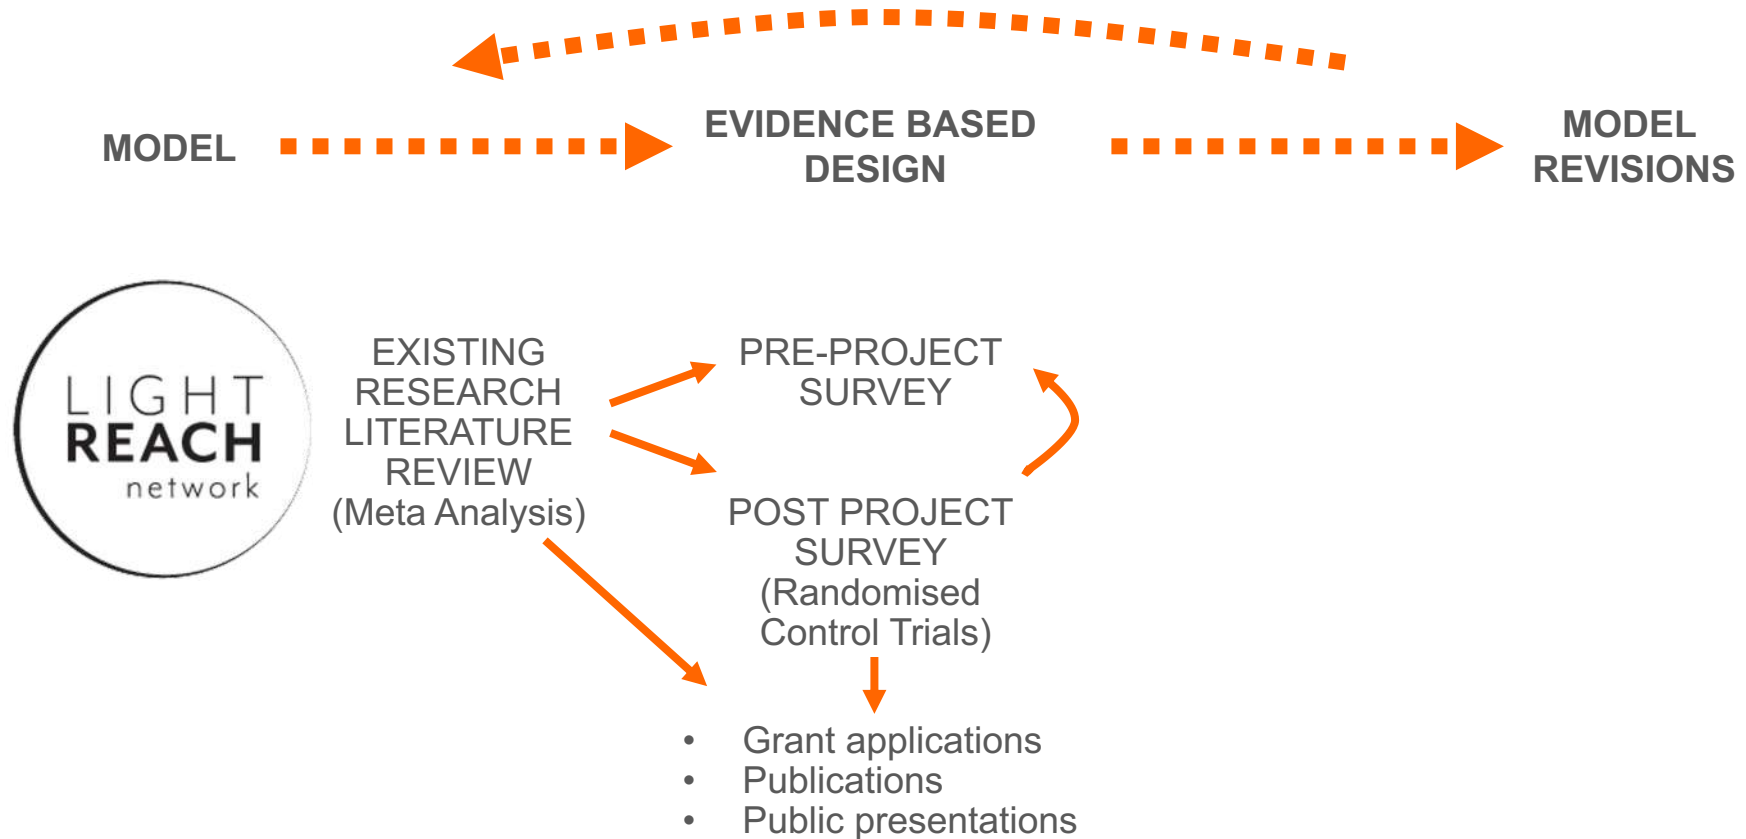 MODEL
EVIDENCE BASED
DESIGN
MODEL
REVISIONS
LIGHT
REACH
network
EXISTING
RESEARCH
LITERATURE
REVIEW
(Meta Analysis)
PRE-PROJECT
SURVEY
POST PROJECT
SURVEY
(Randomised
Control Trials)
• Grant applications
• Publications
• Public presentations